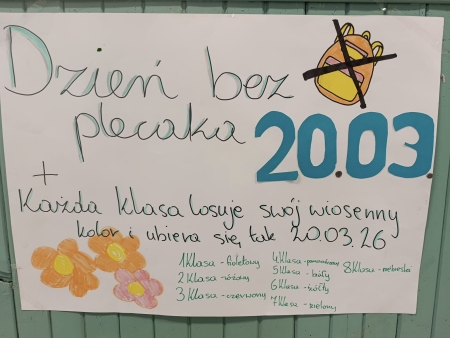 Dzień bez
plecaka 20.03.
+
Każda klasa losuje swój wiosenny
kolor i ubiera się tak 20.03.26
1 klasa - fioletowy
2 klasa - różowy
3 klasa - czerwony
4 klasa - pomarańczowy
5 klasa - biały
6 klasa - żółty
7 klasa - zielony
8 klasa - niebieski